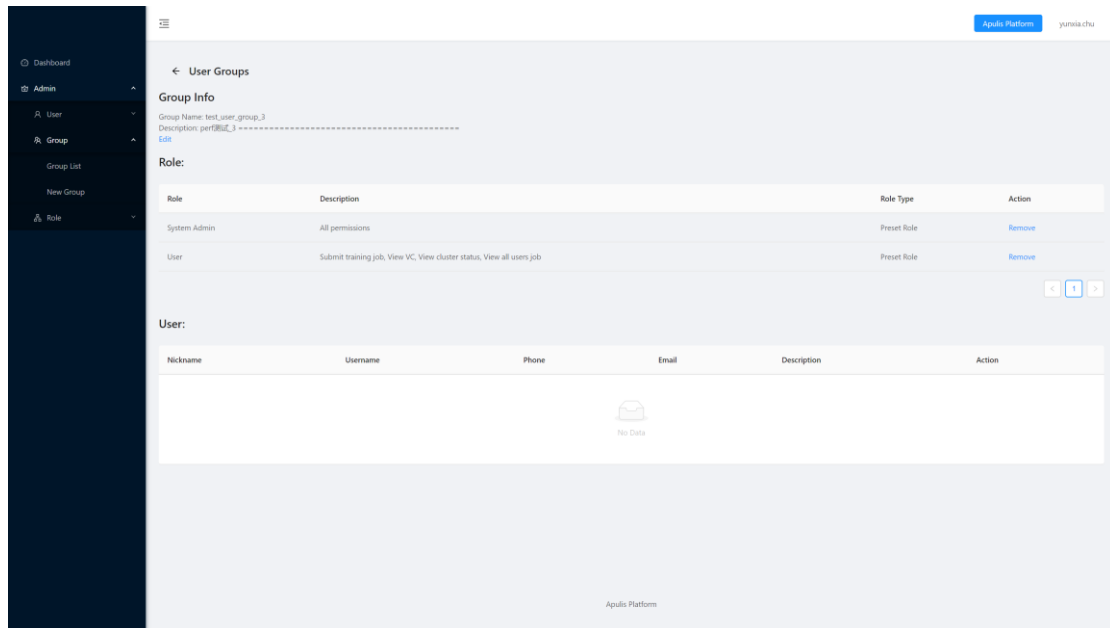 Apulis Platform
yunxia.chu
Dashboard
Admin
User
Group
Group List
New Group
Role
User Groups
Group Info
Group Name: test_user_group_3
Description: perf测试_3 ===========================================
Edit
Role:
Role Description Role Type Action
System Admin All permissions Preset Role Remove
User Submit training job, View VC, View cluster status, View all users job Preset Role Remove
1
User:
Nickname Username Phone Email Description Action
No Data
Apulis Platform